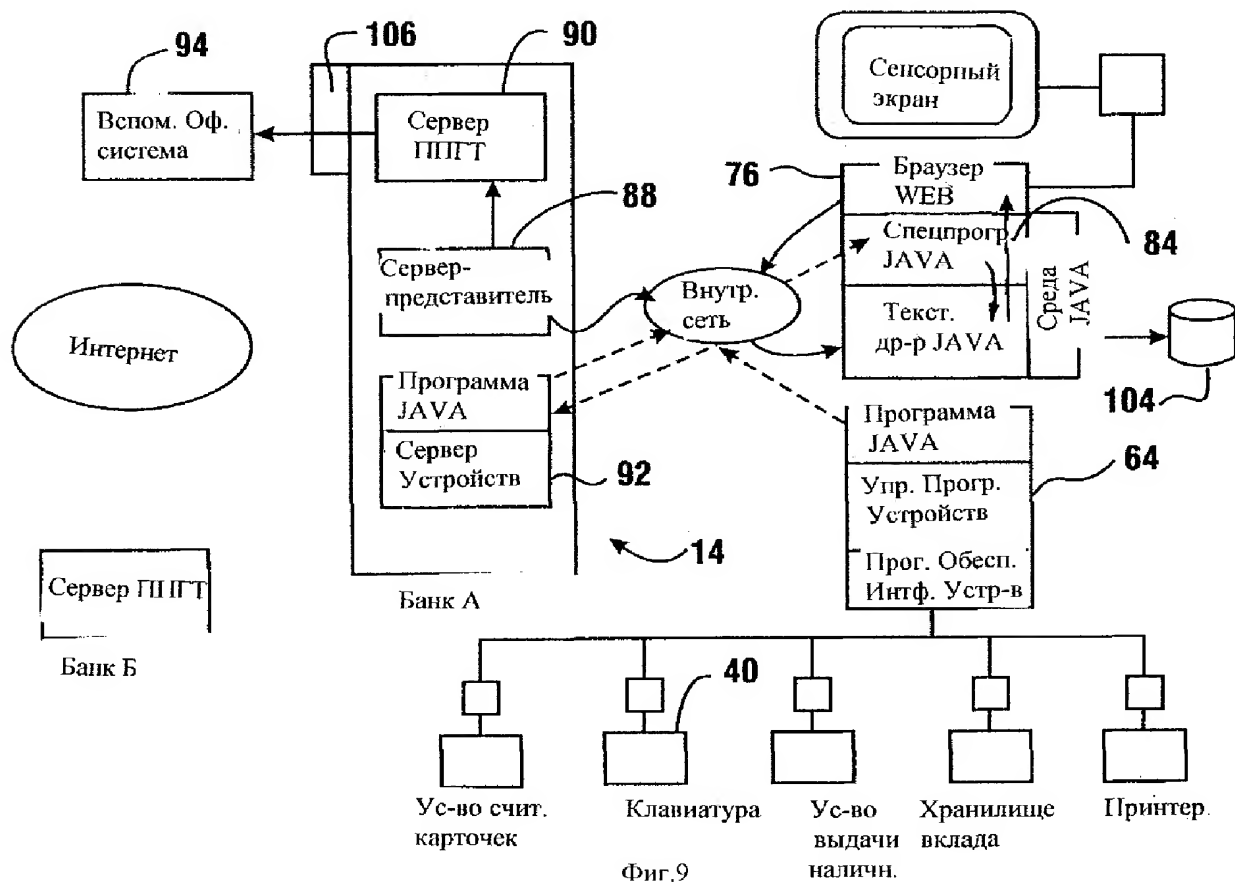 94
106
90
Вспом. Оф.
система
Сервер
ППГТ
Сенсорный
экран
76
Браузер
WEB
88
Спецпрогр
JAVA
84
Сервер-
представитель
Внутр.
сеть
Текст.
др-р JAVA
Среда
JAVA
Интернет
104
Программа
JAVA
Программа
JAVA
Сервер
Устройств
92
64
Упр. Прогр.
Устройств
14
Прог. Обесп.
Интф. Устр-в
Сервер ППГТ
Банк А
Банк Б
40
Ус-во счит.
карточек
Клавиатура
Ус-во
выдачи
наличн.
Хранилище
вклада
Принтер.
Фиг.9